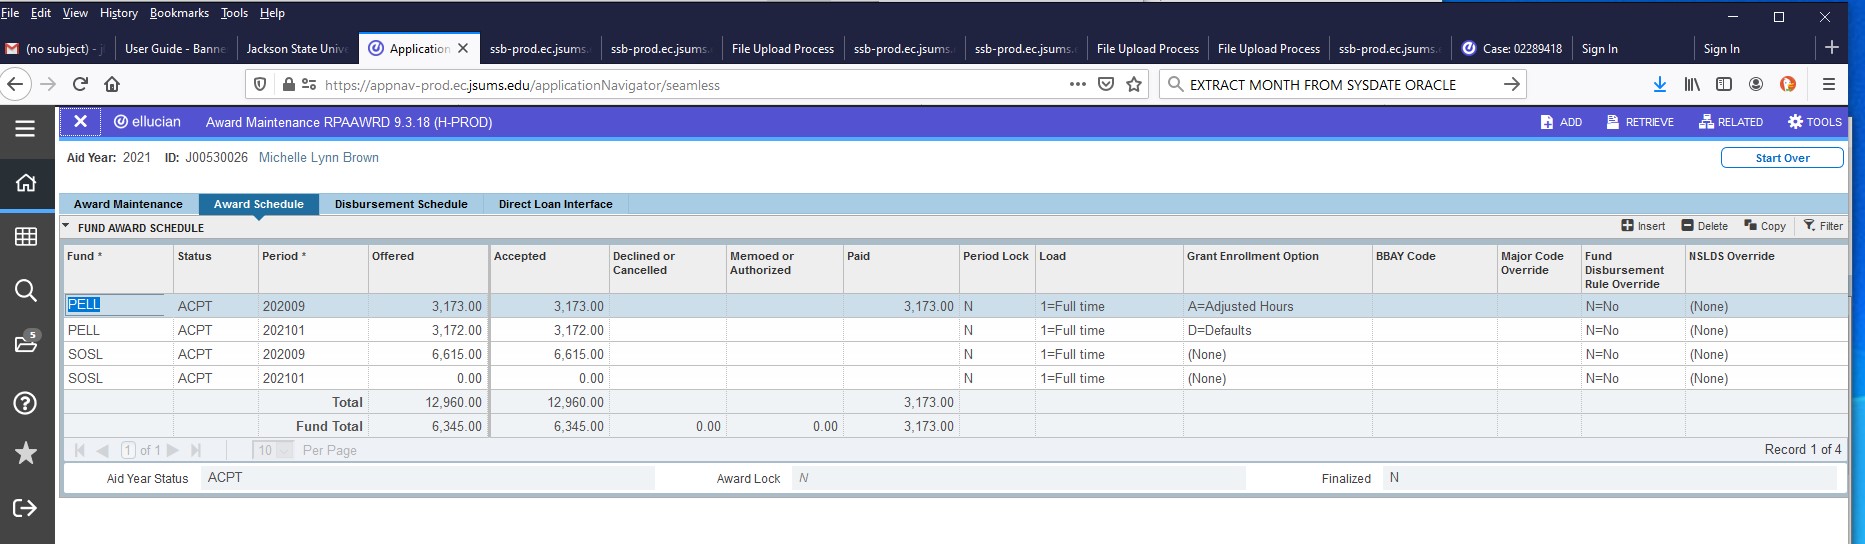 File Edit View History Bookmarks Tools Help
(no subject) - j User Guide - Banne Jackson State Unive Application ssb-prod.ec.jsums. ssb-prod.ec.jsums. File Upload Process ssb-prod.ec.jsums. ssb-prod.ec.jsums. File Upload Process File Upload Process ssb-prod.ec.jsums. Case: 02289418 Sign In Sign In
https://appnav-prod.ec.jsums.edu/applicationNavigator/seamless EXTRACT MONTH FROM SYSDATE ORACLE
ellucian Award Maintenance RPAAWRD 9.3.18 (H-PROD) ADD RETRIEVE RELATED TOOLS
Aid Year: 2021 ID: J00530026 Michelle Lynn Brown Start Over
Award Maintenance Award Schedule Disbursement Schedule Direct Loan Interface
FUND AWARD SCHEDULE Insert Delete Copy Filter
Fund * Status Period * Offered Accepted Declined or Cancelled Memoed or Authorized Paid Period Lock Load Grant Enrollment Option BBAY Code Major Code Override Fund Disbursement Rule Override NSLDS Override
PELL ACPT 202009 3,173.00 3,173.00 3,173.00 N 1=Full time A=Adjusted Hours N=No (None)
PELL ACPT 202101 3,172.00 3,172.00 N 1=Full time D=Defaults N=No (None)
SOSL ACPT 202009 6,615.00 6,615.00 N 1=Full time (None) N=No (None)
SOSL ACPT 202101 0.00 0.00 N 1=Full time (None) N=No (None)
Total 12,960.00 12,960.00 3,173.00
Fund Total 6,345.00 6,345.00 0.00 0.00 3,173.00
1 of 1 10 Per Page Record 1 of 4
Aid Year Status ACPT Award Lock N Finalized N
5